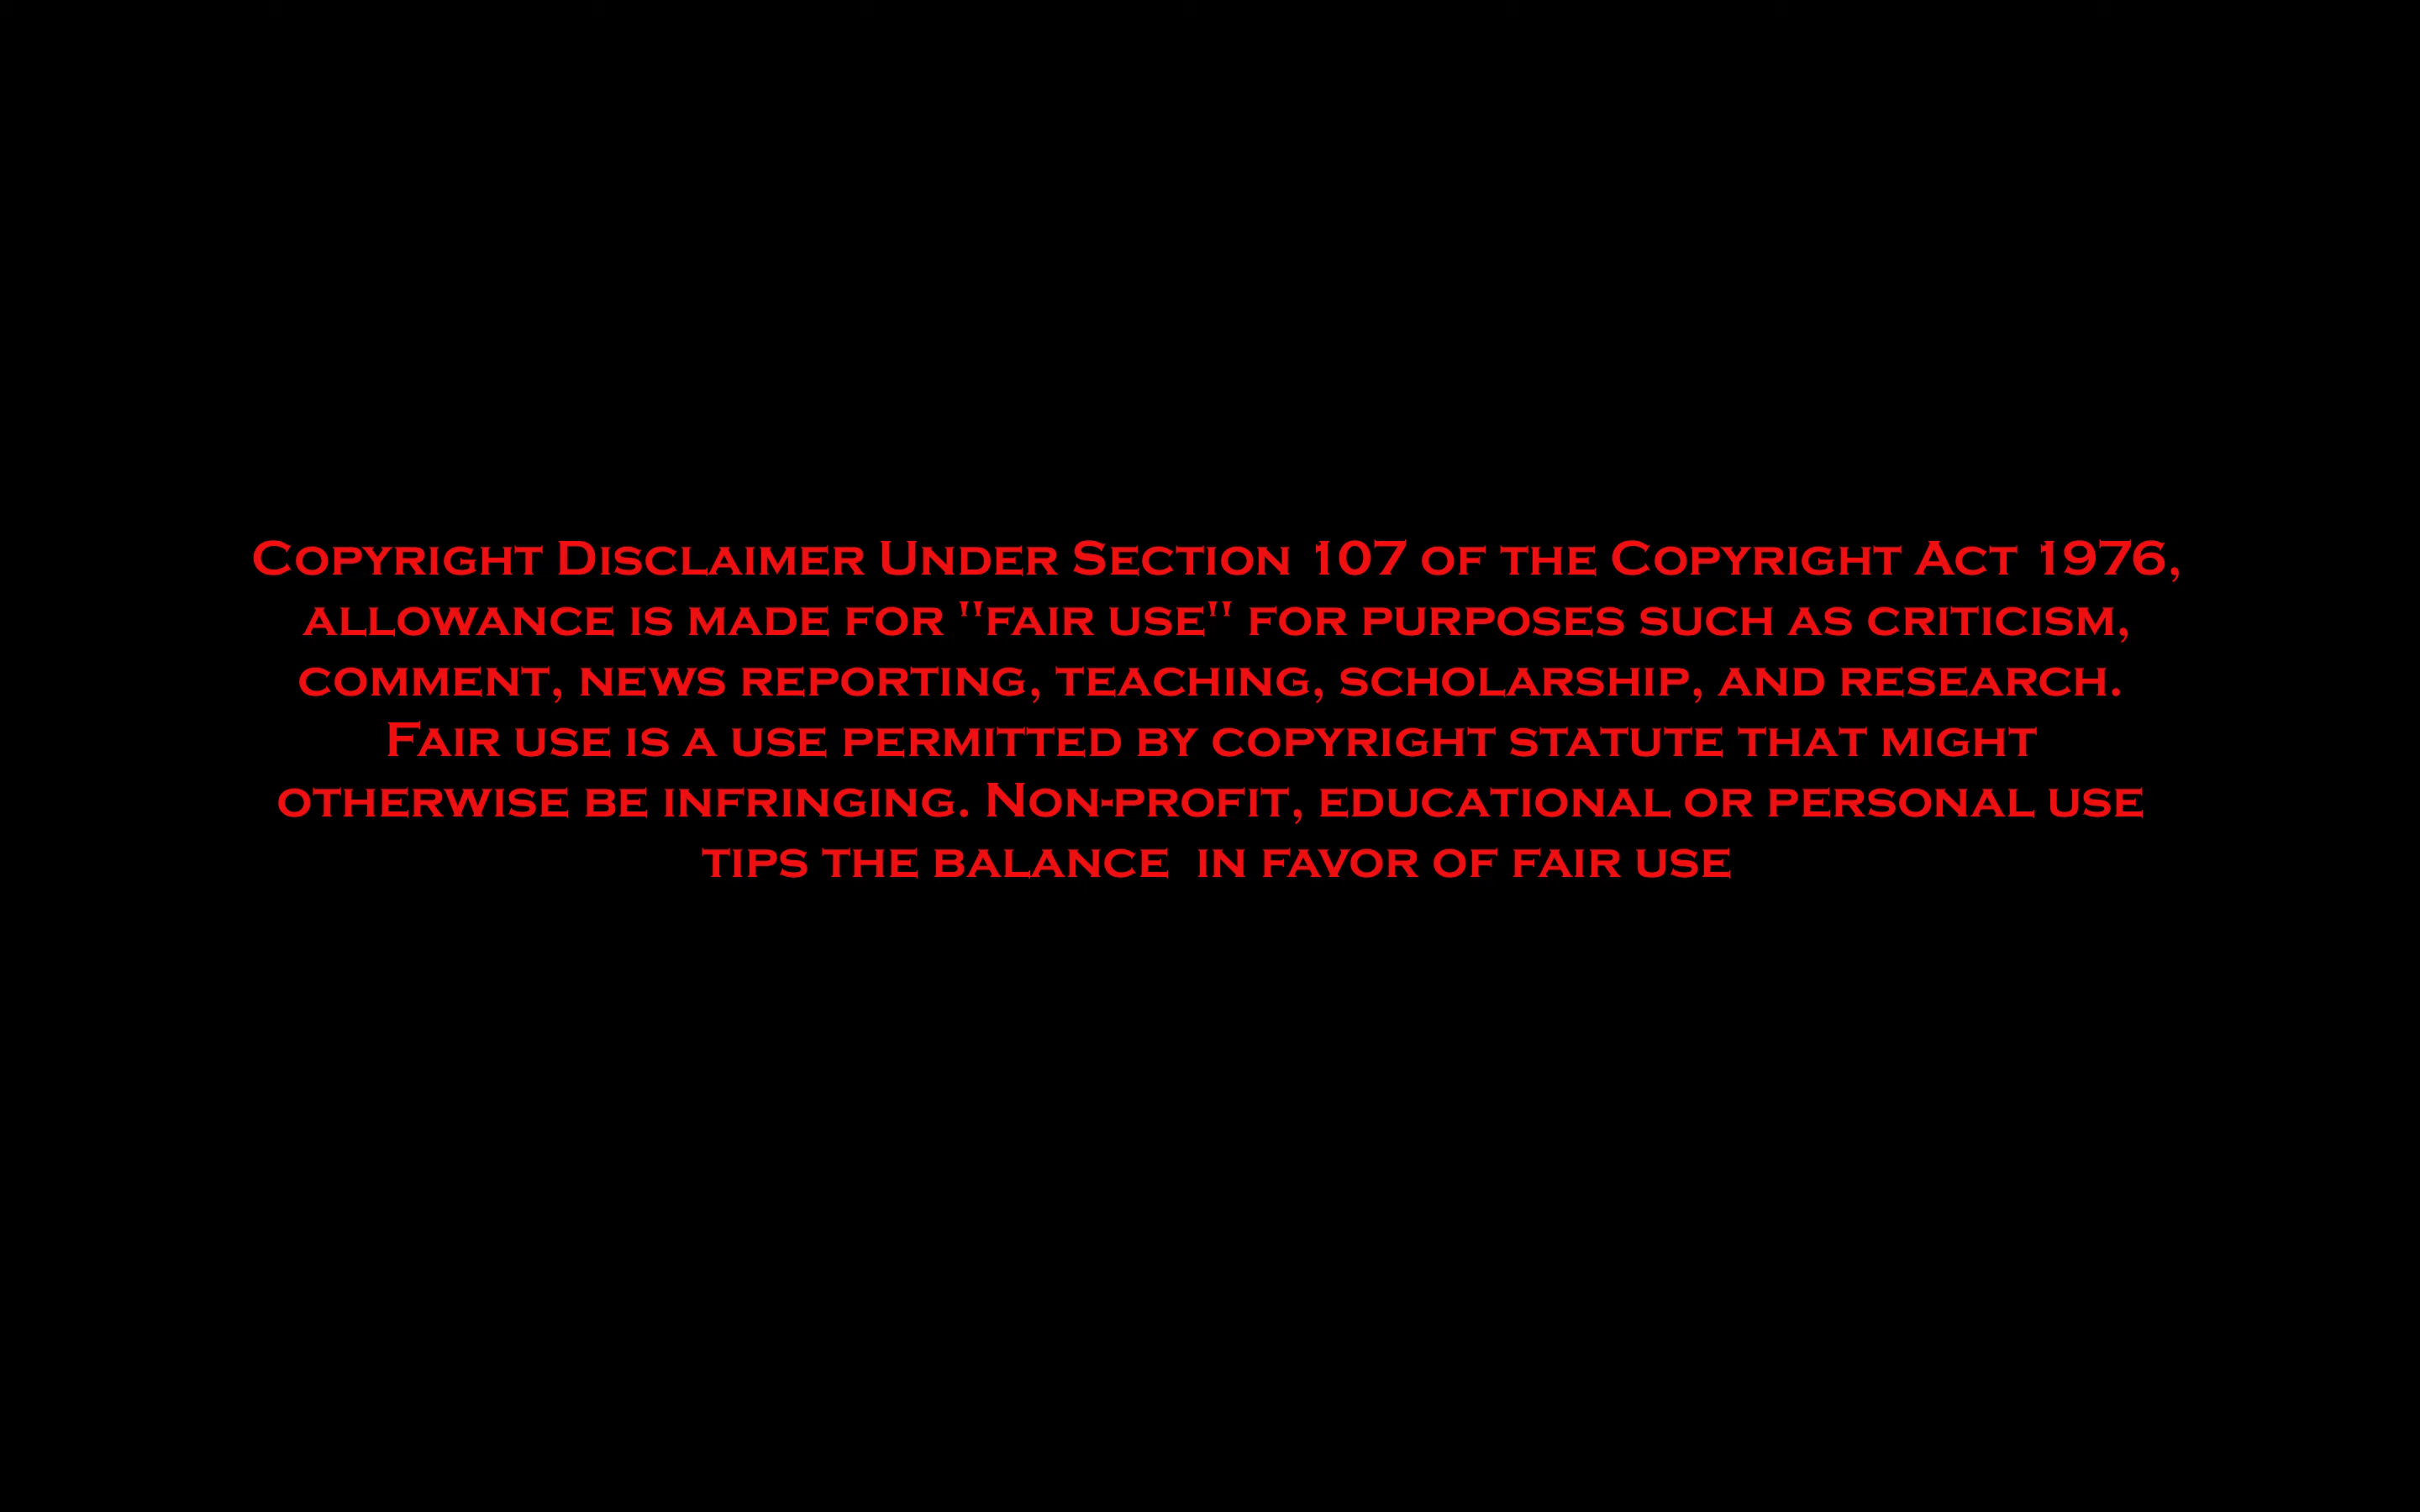 Copyright Disclaimer Under Section 107 of the Copyright Act 1976,
allowance is made for "fair use" for purposes such as criticism,
comment, news reporting, teaching, scholarship, and research.
Fair use is a use permitted by copyright statute that might
otherwise be infringing. Non-profit, educational or personal use
tips the balance  in favor of fair use